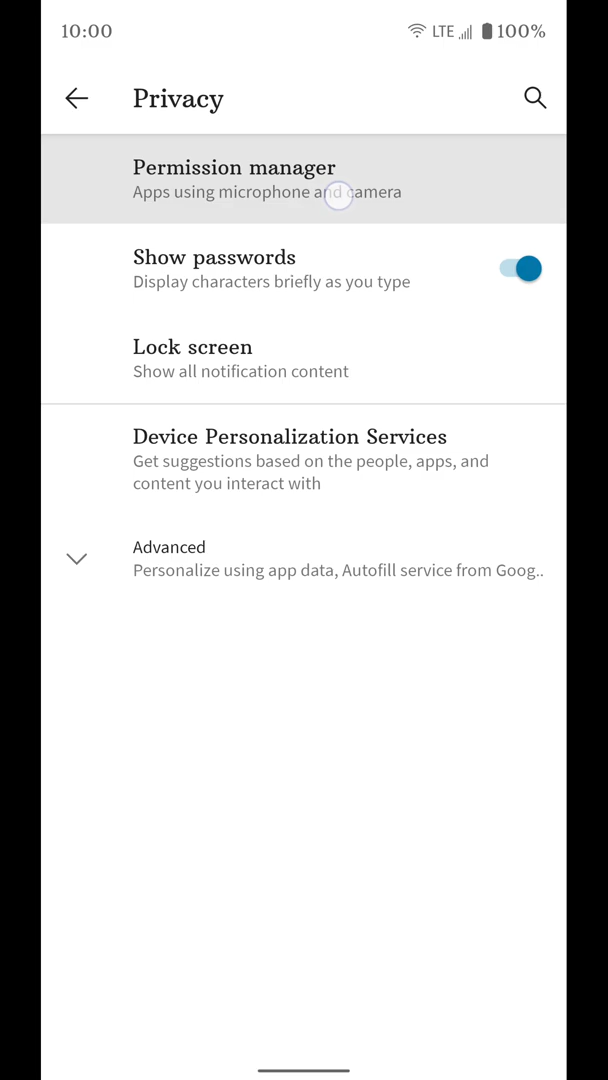 10:00
LTE 100%
Privacy
Permission manager
Apps using microphone and camera
Show passwords
Display characters briefly as you type
Lock screen
Show all notification content
Device Personalization Services
Get suggestions based on the people, apps, and
content you interact with
Advanced
Personalize using app data, Autofill service from Goog..